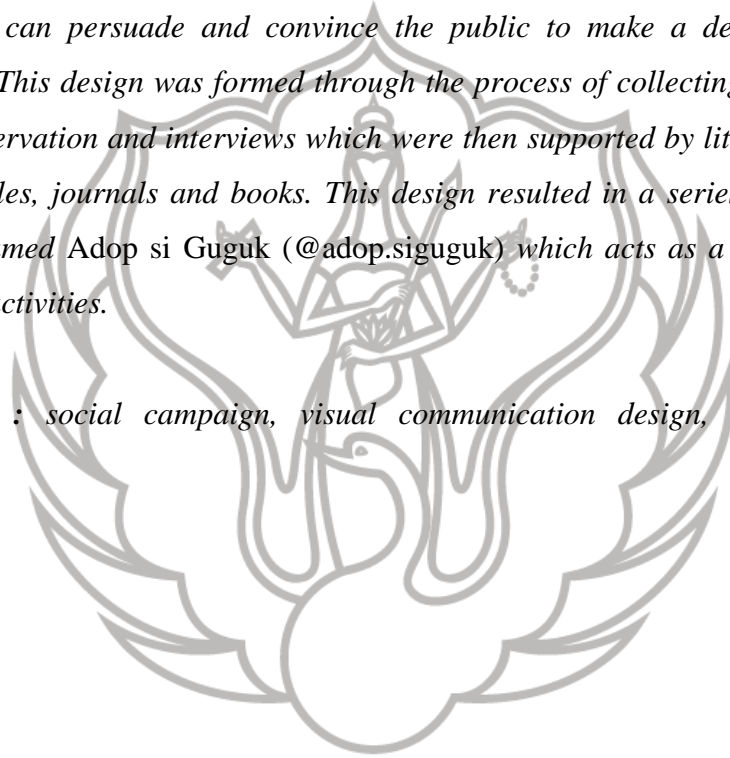 can persuade and convince the public to make a de
This design was formed through the process of collecting
ervation and interviews which were then supported by lit
les, journals and books. This design resulted in a serie
med Adop si Guguk (@adop.siguguk) which acts as a
ctivities.
: social campaign, visual communication design,